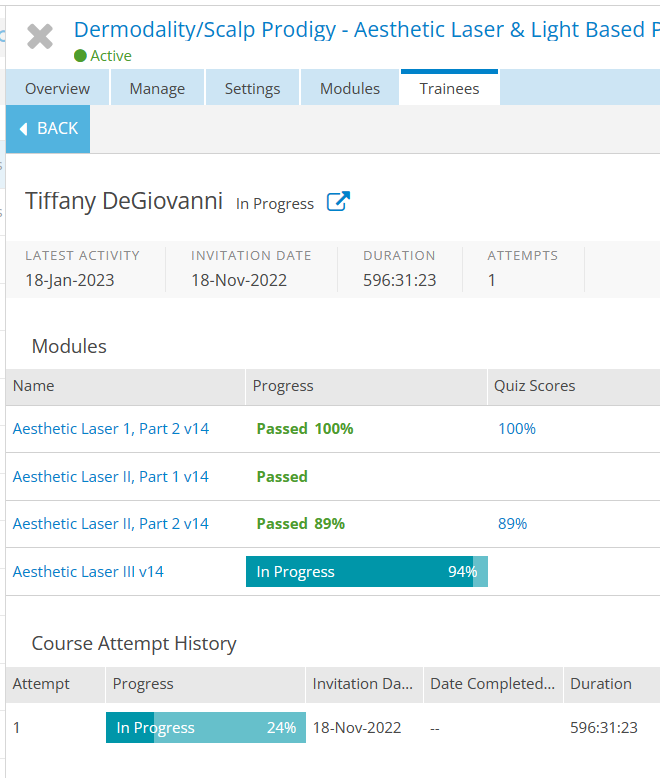 Dermodality/Scalp Prodigy - Aesthetic Laser & Light Based
Active
Overview Manage Settings Modules Trainees
BACK
Tiffany DeGiovanni In Progress
LATEST ACTIVITY INVITATION DATE DURATION ATTEMPTS
18-Jan-2023 18-Nov-2022 596:31:23 1
Modules
Name Progress Quiz Scores
Aesthetic Laser 1, Part 2 v14 Passed 100% 100%
Aesthetic Laser II, Part 1 v14 Passed
Aesthetic Laser II, Part 2 v14 Passed 89% 89%
Aesthetic Laser III v14 In Progress 94%
Course Attempt History
Attempt Progress Invitation Da... Date Completed... Duration
1 In Progress 24% 18-Nov-2022 -- 596:31:23